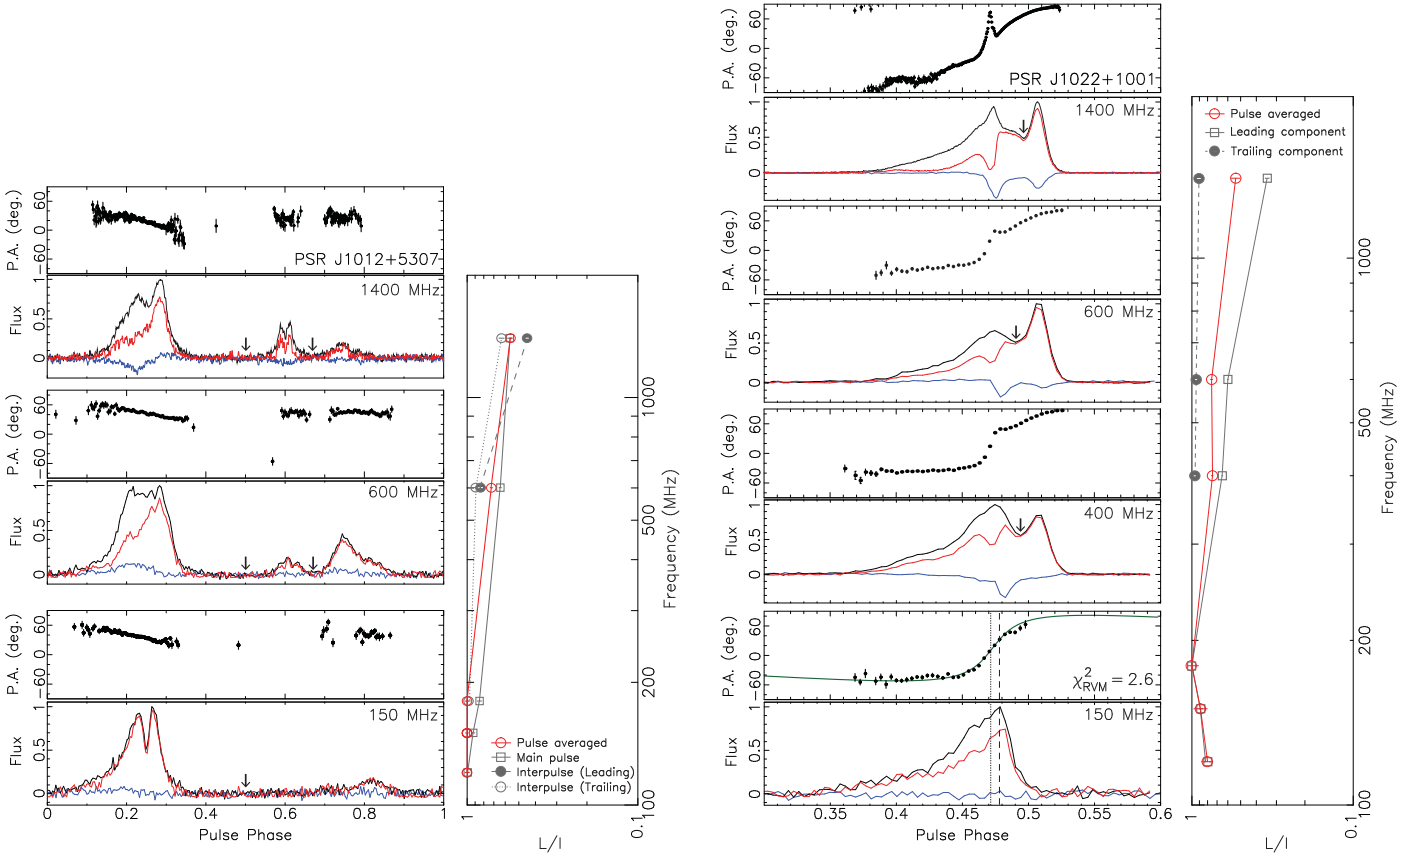 P.A. (deg.)
−60 0 60
PSR J1012+5307
Flux
0 0.5 1
1400 MHz
P.A. (deg.)
−60 0 60
Flux
0 0.5 1
600 MHz
P.A. (deg.)
−60 0 60
Flux
0 0.5 1
150 MHz
0 0.2 0.4 0.6 0.8 1
Pulse Phase
Pulse averaged
Main pulse
Interpulse (Leading)
Interpulse (Trailing)
1 0.1
L/I
100 200 500 1000
Frequency (MHz)
P.A. (deg.)
−60 0 60
PSR J1022+1001
Flux
0 0.5 1
1400 MHz
P.A. (deg.)
−60 0 60
Flux
0 0.5 1
600 MHz
P.A. (deg.)
−60 0 60
Flux
0 0.5 1
400 MHz
P.A. (deg.)
−60 0 60
χ²RVM = 2.6
Flux
0 0.5 1
150 MHz
0.35 0.4 0.45 0.5 0.55 0.6
Pulse Phase
Pulse averaged
Leading component
Trailing component
1 0.1
L/I
100 200 500 1000
Frequency (MHz)